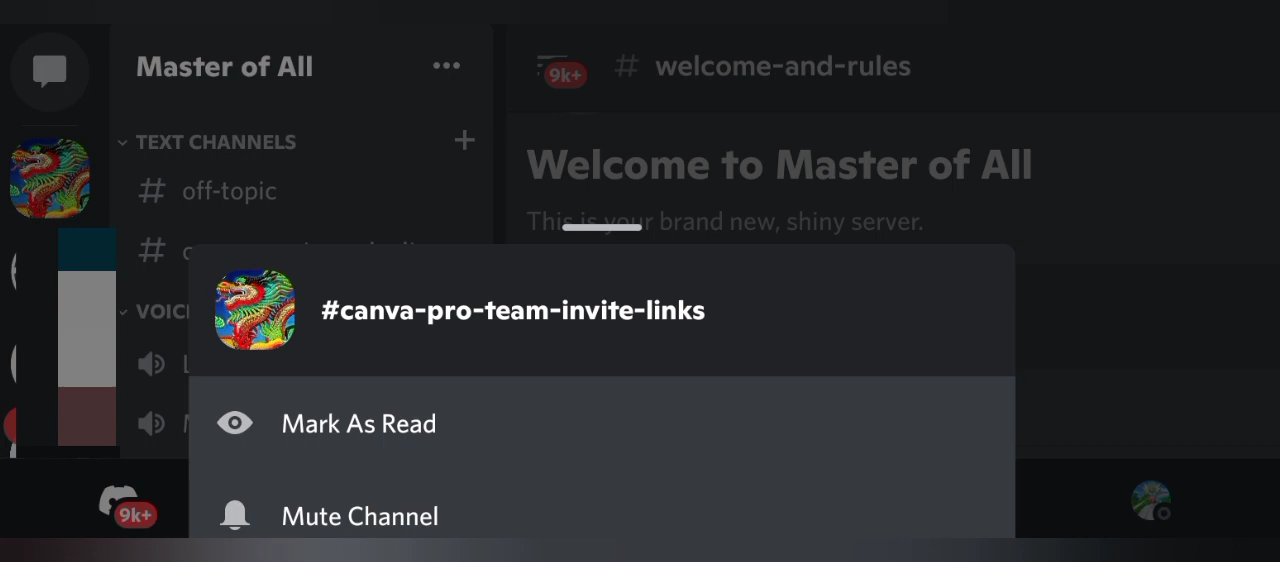 Master of All
TEXT CHANNELS
# off-topic
#
VOIC
9k+
# welcome-and-rules
Welcome to Master of All
This is your brand new, shiny server.
#canva-pro-team-invite-links
Mark As Read
Mute Channel
9k+